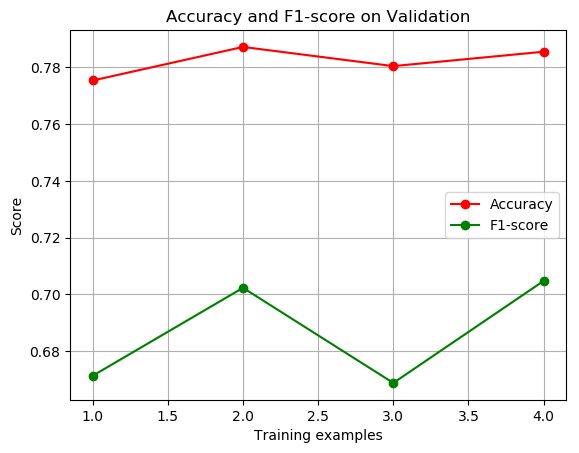 Accuracy and F1-score on Validation
0.78
0.76
0.74
0.72
0.70
0.68
Score
Accuracy
F1-score
1.0 1.5 2.0 2.5 3.0 3.5 4.0
Training examples